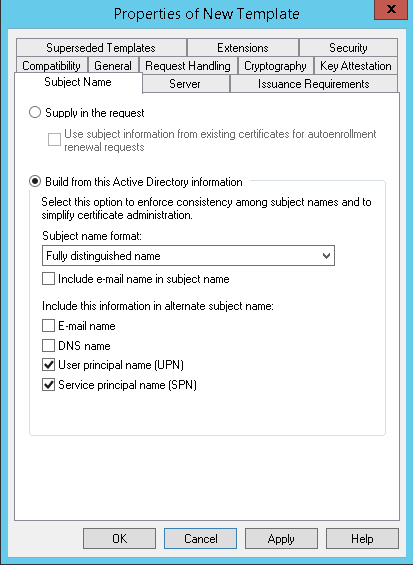 Properties of New Template
x
Superseded Templates
Extensions
Security
Compatibility
General
Request Handling
Cryptography
Key Attestation
Subject Name
Server
Issuance Requirements
Supply in the request
Use subject information from existing certificates for autoenrollment
renewal requests
Build from this Active Directory information
Select this option to enforce consistency among subject names and to
simplify certificate administration.
Subject name format:
Fully distinguished name
Include e-mail name in subject name
Include this information in alternate subject name:
E-mail name
DNS name
User principal name (UPN)
Service principal name (SPN)
OK
Cancel
Apply
Help